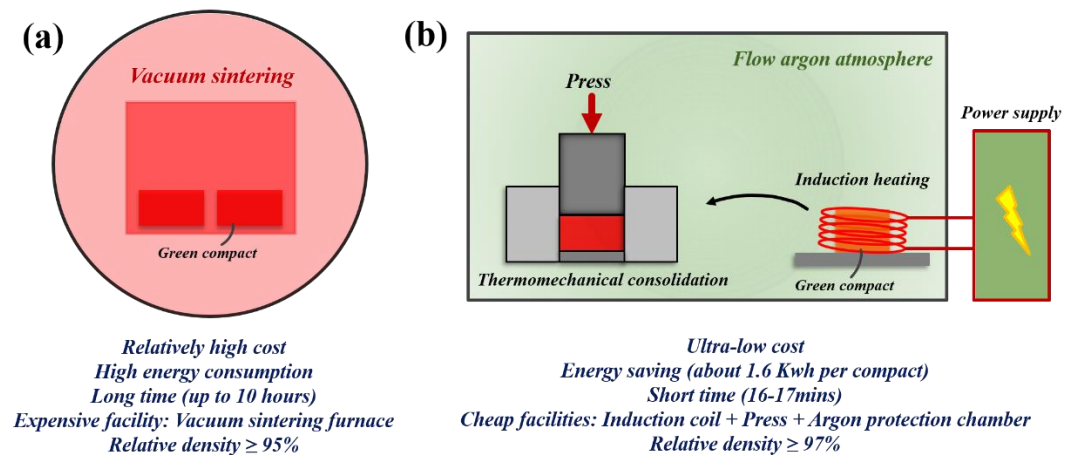 (a)
Vacuum sintering
Green compact
Relatively high cost
High energy consumption
Long time (up to 10 hours)
Expensive facility: Vacuum sintering furnace
Relative density ≥ 95%
(b)
Flow argon atmosphere
Press
Power supply
Induction heating
Green compact
Thermomechanical consolidation
Ultra-low cost
Energy saving (about 1.6 Kwh per compact)
Short time (16-17mins)
Cheap facilities: Induction coil + Press + Argon protection chamber
Relative density ≥ 97%